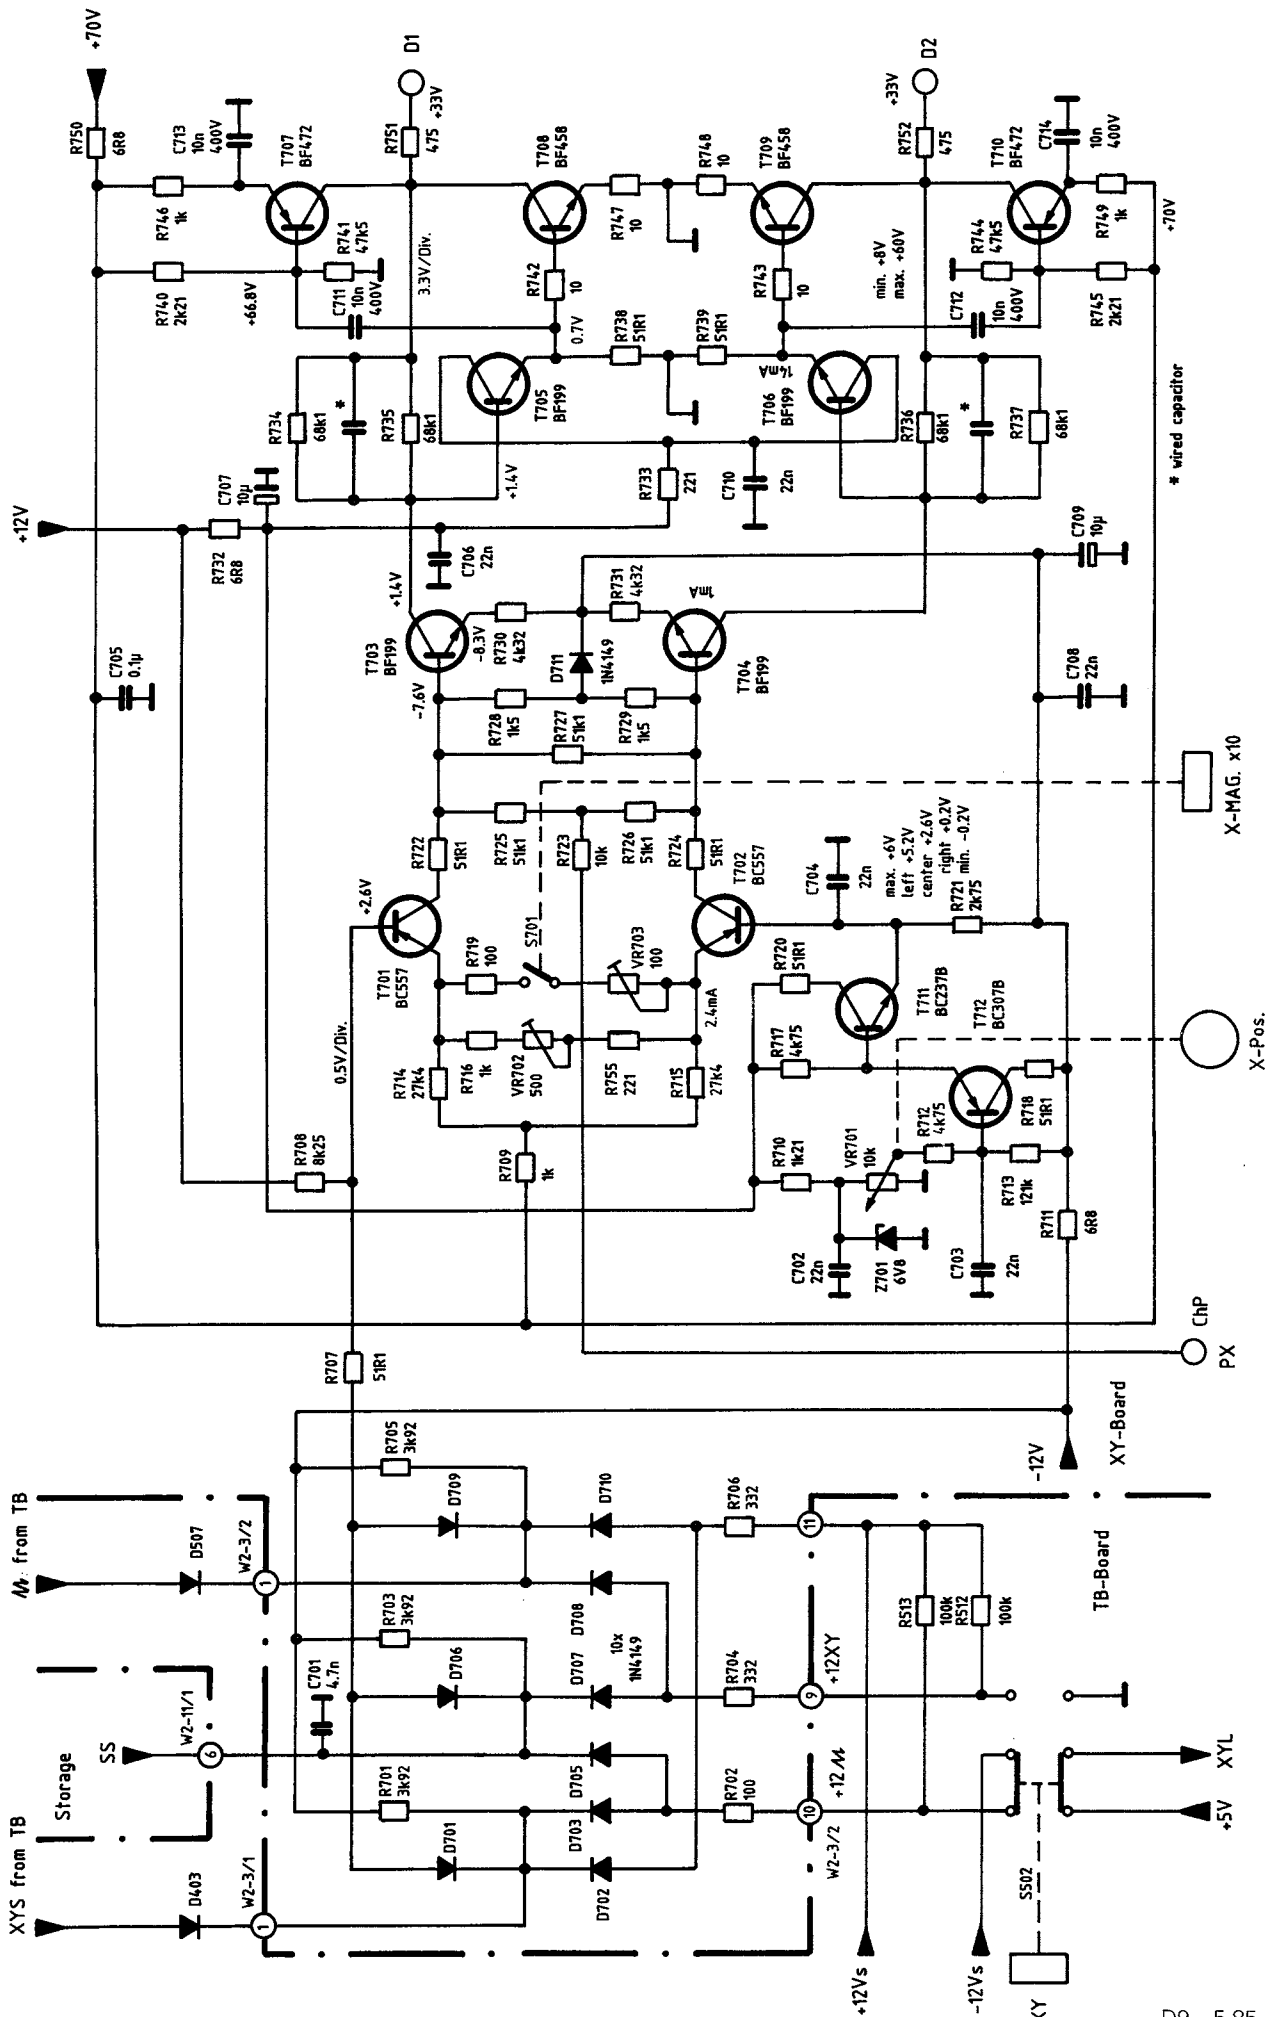 +70V
R750
6R8
C713
10n
400V
T707
BF472
R751
475
+33V
D1
T708
BF458
R748
10
T709
BF458
R752
475
+33V
D2
T710
BF472
C714
10n
400V
R746
1k
R741
47k5
R747
10
R744
47k5
R749
1k
+70V
3.3V/Div.
R742
10
R743
10
min. +8V
max. +60V
R740
2k21
+66.8V
C711
10n
400V
0.7V
R738
51R1
R739
51R1
C712
10n
400V
R745
2k21
14mA
T705
BF199
T706
BF199
R734
68k1
*
R735
68k1
R736
68k1
*
R737
68k1
* wired capacitor
C707
10µ
+1.4V
R733
221
C710
22n
+12V
R732
6R8
C706
22n
C709
10µ
+1.4V
R731
4k32
1mA
T703
BF199
-8.3V
R730
4k32
D711
1N4149
T704
BF199
C705
0.1µ
-7.6V
R728
1k5
R727
51k1
R729
1k5
C708
22n
X-MAG. x10
R722
51R1
R725
51k1
R723
10k
R726
51k1
R724
51R1
T702
BC557
C704
22n
max. +6V
left +5.2V
center +2.6V
right +0.2V
min. -0.2V
R721
2k75
+2.6V
T701
BC557
R719
100
S701
VR703
100
R720
51R1
T711
BC237B
T712
BC307B
2.4mA
0.5V/Div.
R714
27k4
R716
1k
VR702
500
R755
221
R715
27k4
R717
4k75
R718
51R1
X-Pos.
R708
8k25
R709
1k
R710
1k21
VR701
10k
R712
4k75
R713
121k
R711
6R8
C702
22n
Z701
6V8
C703
22n
R707
51R1
ChP
PX
R705
3k92
-12V
XY-Board
from TB
D507
W2-3/2
1
D709
D710
R706
332
11
TB-Board
R703
3k92
D708
R513
100k
R512
100k
C701
4.7n
D706
D707
10x
1N4149
R704
332
9
+12XY
Storage
SS
W2-11/1
6
R701
3k92
D705
R702
100
10
+12
W2-3/2
XYL
+5V
XYS from TB
D403
W2-3/1
1
D701
D703
D702
S502
+12Vs
-12Vs
XY